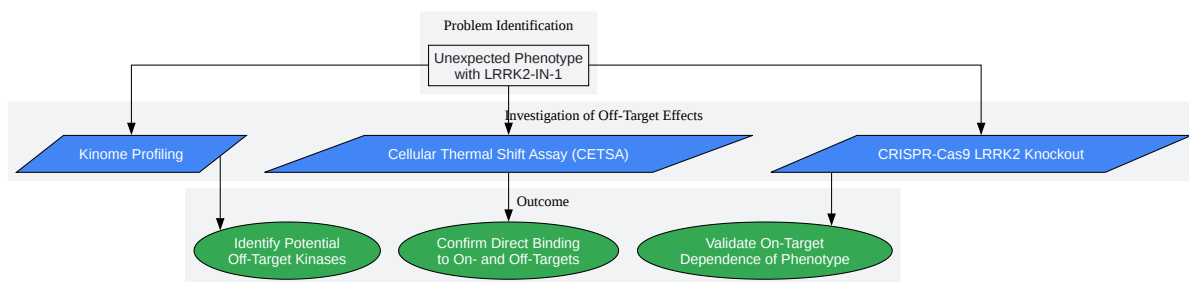 Problem Identification
Unexpected Phenotype
with LRRK2-IN-1
Investigation of Off-Target Effects
Kinome Profiling
Cellular Thermal Shift Assay (CETSA)
CRISPR-Cas9 LRRK2 Knockout
Outcome
Identify Potential
Off-Target Kinases
Confirm Direct Binding
to On- and Off-Targets
Validate On-Target
Dependence of Phenotype